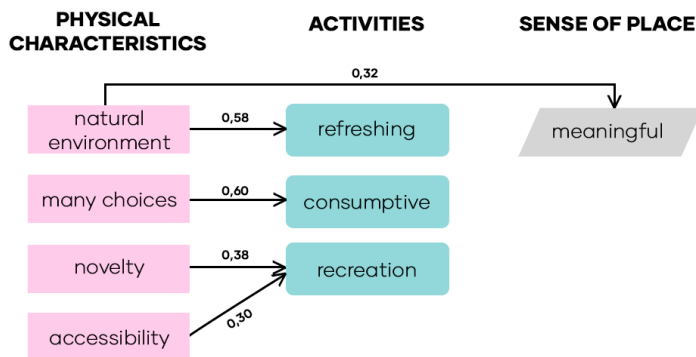 PHYSICAL
CHARACTERISTICS
ACTIVITIES
SENSE OF PLACE
0,32
natural
environment
0,58
refreshing
meaningful
many choices
0,60
consumptive
novelty
0,38
recreation
accessibility
0,30